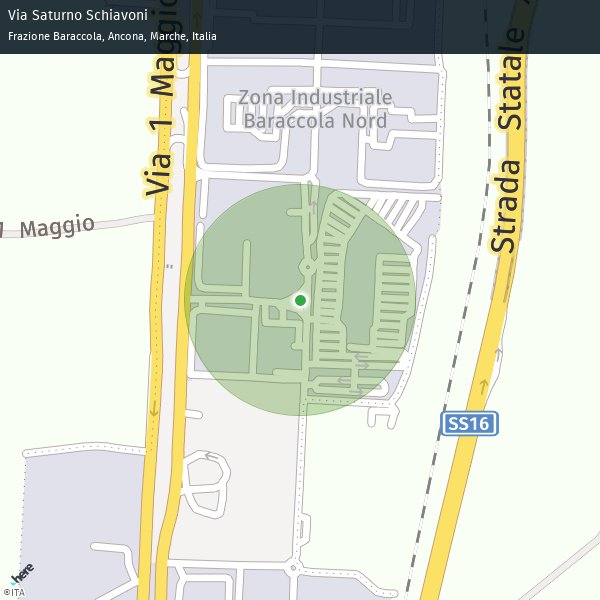 Via Saturno Schiavoni
Frazione Baraccola, Ancona, Marche, Italia
Via 1 Maggio
Strada Statale
Zona Industriale
Baraccola Nord
1 Maggio
SS16
here
©ITA